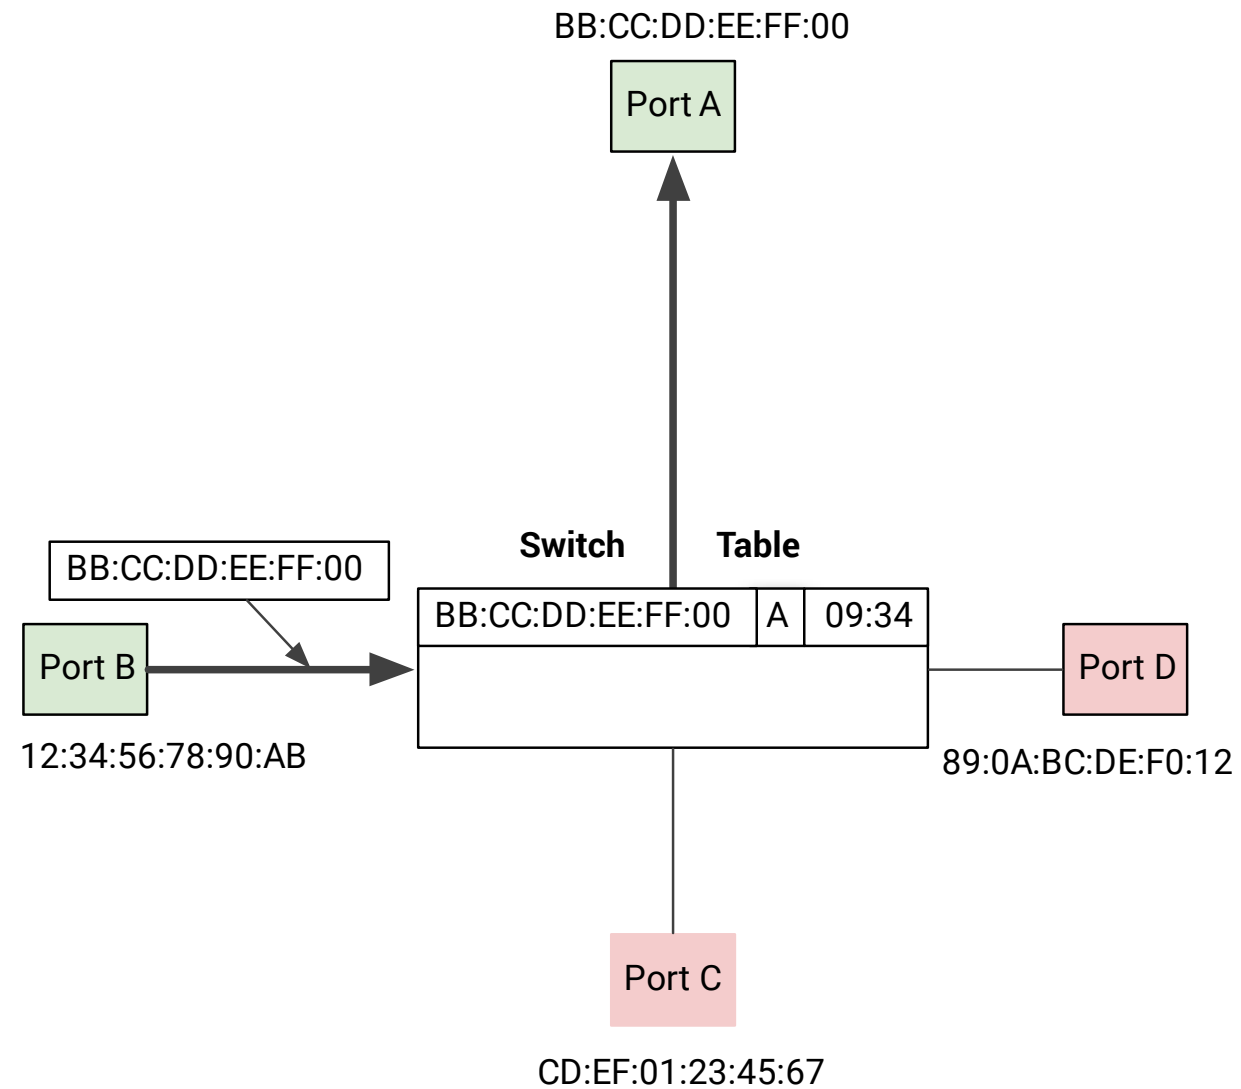 BB:CC:DD:EE:FF:00
Port A
Switch Table
BB:CC:DD:EE:FF:00
BB:CC:DD:EE:FF:00 A 09:34
Port B
Port D
12:34:56:78:90:AB
89:0A:BC:DE:F0:12
Port C
CD:EF:01:23:45:67